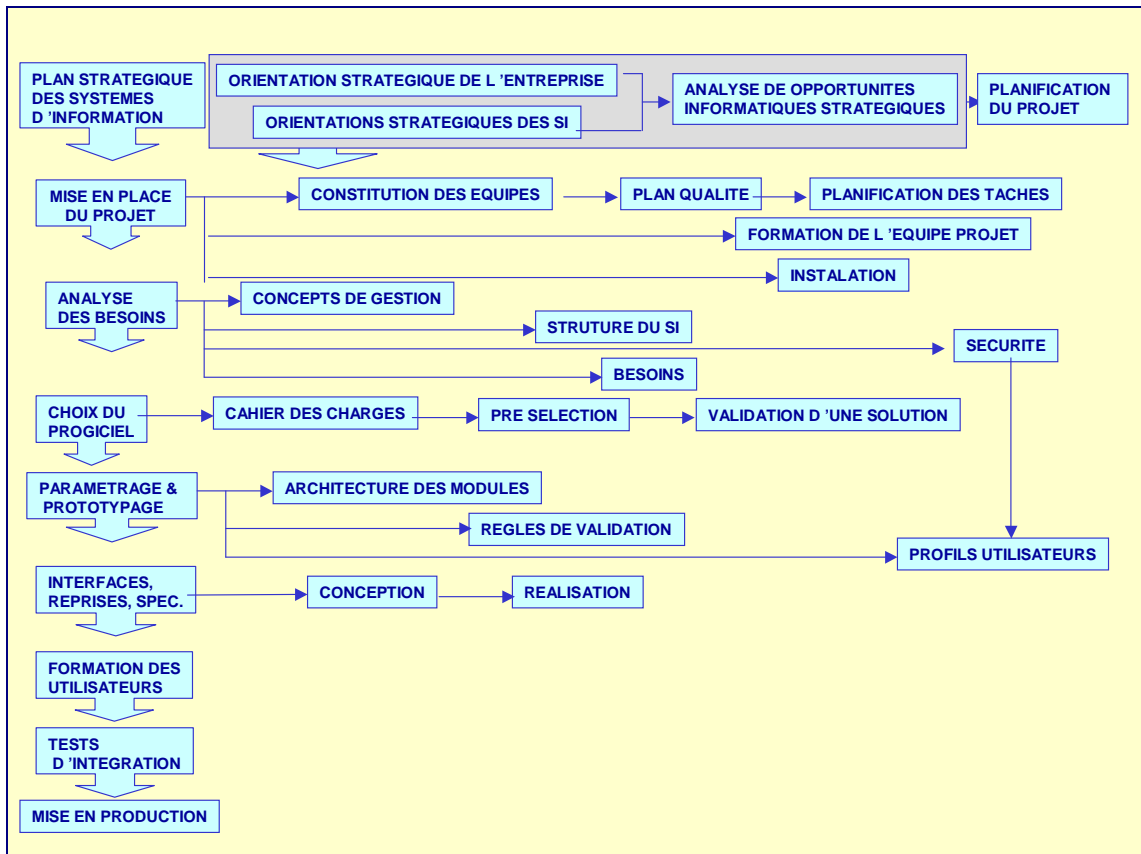 PLAN STRATEGIQUE
DES SYSTEMES
D ’INFORMATION
ORIENTATION STRATEGIQUE DE L ’ENTREPRISE
ORIENTATIONS STRATEGIQUES DES SI
ANALYSE DE OPPORTUNITES
INFORMATIQUES STRATEGIQUES
PLANIFICATION
DU PROJET
MISE EN PLACE
DU PROJET
CONSTITUTION DES EQUIPES
PLAN QUALITE
PLANIFICATION DES TACHES
FORMATION DE L ’EQUIPE PROJET
INSTALATION
ANALYSE
DES BESOINS
CONCEPTS DE GESTION
STRUTURE DU SI
SECURITE
BESOINS
CHOIX DU
PROGICIEL
CAHIER DES CHARGES
PRE SELECTION
VALIDATION D ’UNE SOLUTION
PARAMETRAGE &
PROTOTYPAGE
ARCHITECTURE DES MODULES
REGLES DE VALIDATION
PROFILS UTILISATEURS
INTERFACES,
REPRISES, SPEC.
CONCEPTION
REALISATION
FORMATION DES
UTILISATEURS
TESTS
D ’INTEGRATION
MISE EN PRODUCTION